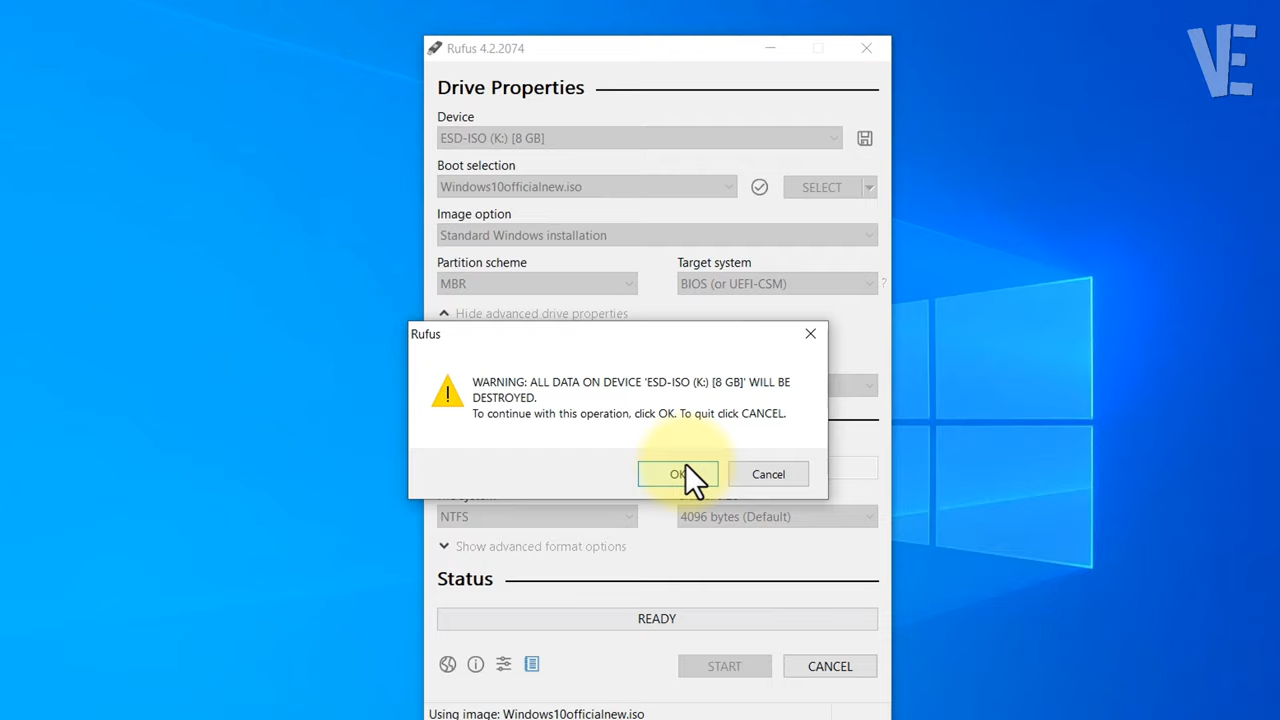 VE
Rufus 4.2.2074
Drive Properties
Device
ESD-ISO (K:) [8 GB]
Boot selection
Windows10officialnew.iso
SELECT
Image option
Standard Windows installation
Partition scheme
Target system
MBR
BIOS (or UEFI-CSM)
?
Hide advanced drive properties
Rufus
WARNING: ALL DATA ON DEVICE 'ESD-ISO (K:) [8 GB]' WILL BE
DESTROYED.
To continue with this operation, click OK. To quit click CANCEL.
OK
Cancel
NTFS
4096 bytes (Default)
Show advanced format options
Status
READY
START
CANCEL
Using image: Windows10officialnew.iso